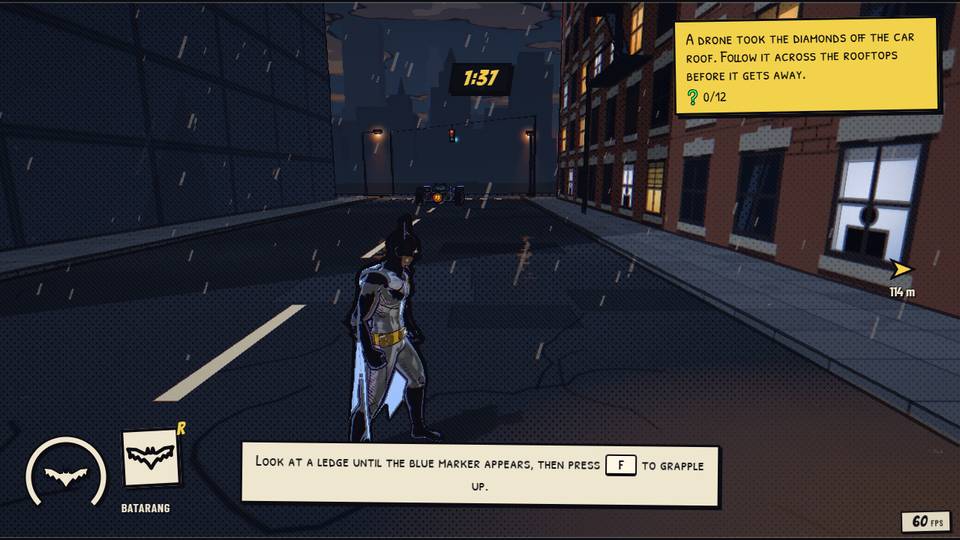 1:37
A DRONE TOOK THE DIAMONDS OFF THE CAR
ROOF. FOLLOW IT ACROSS THE ROOFTOPS
BEFORE IT GETS AWAY.
? 0/12
114 m
R
BATARANG
LOOK AT A LEDGE UNTIL THE BLUE MARKER APPEARS, THEN PRESS F TO GRAPPLE
UP.
60 FPS